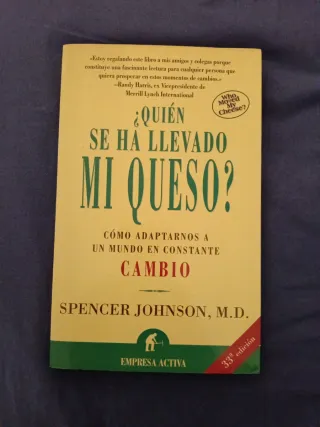 «Estoy regalando este libro a mis amigos y colegas porque
constituye una fascinante lectura para cualquier persona que
quiera prosperar en estos momentos de cambios.»
—Randy Harris, ex Vicepresidente de
Merrill Lynch International
Who
Moved My
Cheese?
¿QUIÉN
SE HA LLEVADO
MI QUESO?
CÓMO ADAPTARNOS A
UN MUNDO EN CONSTANTE
CAMBIO
SPENCER JOHNSON, M.D.
33ª edición
EMPRESA ACTIVA